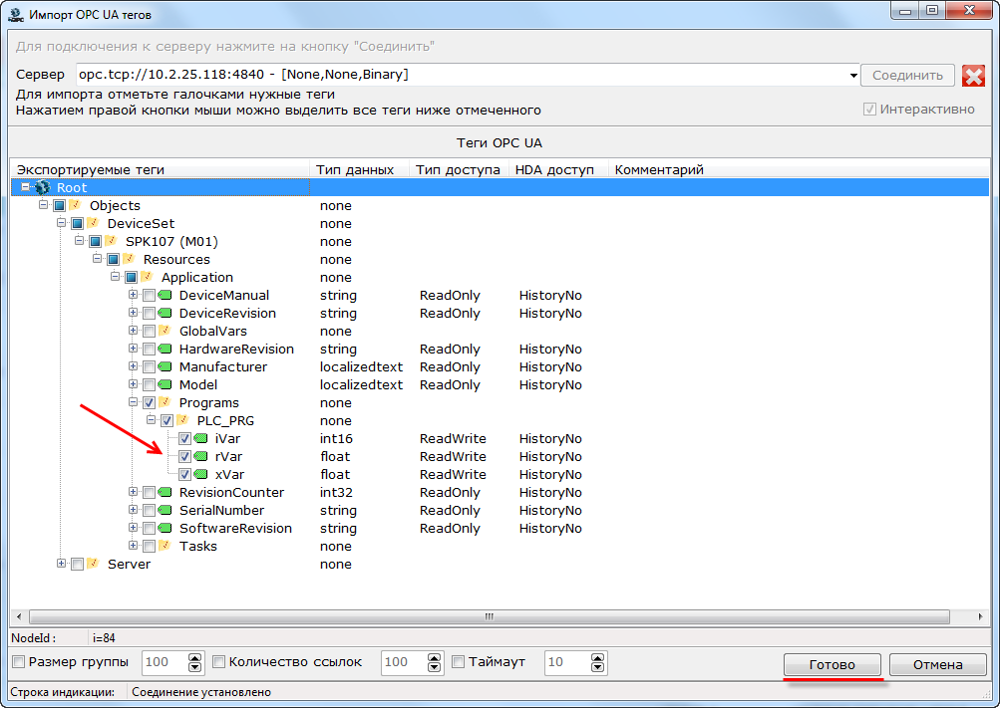 Импорт OPC UA тегов
Для подключения к серверу нажмите на кнопку "Соединить"
Сервер opc.tcp://10.2.25.118:4840 - [None,None,Binary] Соединить
Для импорта отметьте галочками нужные теги
Нажатием правой кнопки мыши можно выделить все теги ниже отмеченного Интерактивно
Теги OPC UA
Экспортируемые теги Тип данных Тип доступа HDA доступ Комментарий
Root
Objects none
DeviceSet none
SPK107 (M01) none
Resources none
Application none
DeviceManual string ReadOnly HistoryNo
DeviceRevision string ReadOnly HistoryNo
GlobalVars none
HardwareRevision string ReadOnly HistoryNo
Manufacturer localizedtext ReadOnly HistoryNo
Model localizedtext ReadOnly HistoryNo
Programs none
PLC_PRG none
iVar int16 ReadWrite HistoryNo
rVar float ReadWrite HistoryNo
xVar float ReadWrite HistoryNo
RevisionCounter int32 ReadOnly HistoryNo
SerialNumber string ReadOnly HistoryNo
SoftwareRevision string ReadOnly HistoryNo
Tasks none
Server none
NodeId : i=84
Размер группы 100 Количество ссылок 100 Таймаут 10 Готово Отмена
Строка индикации: Соединение установлено